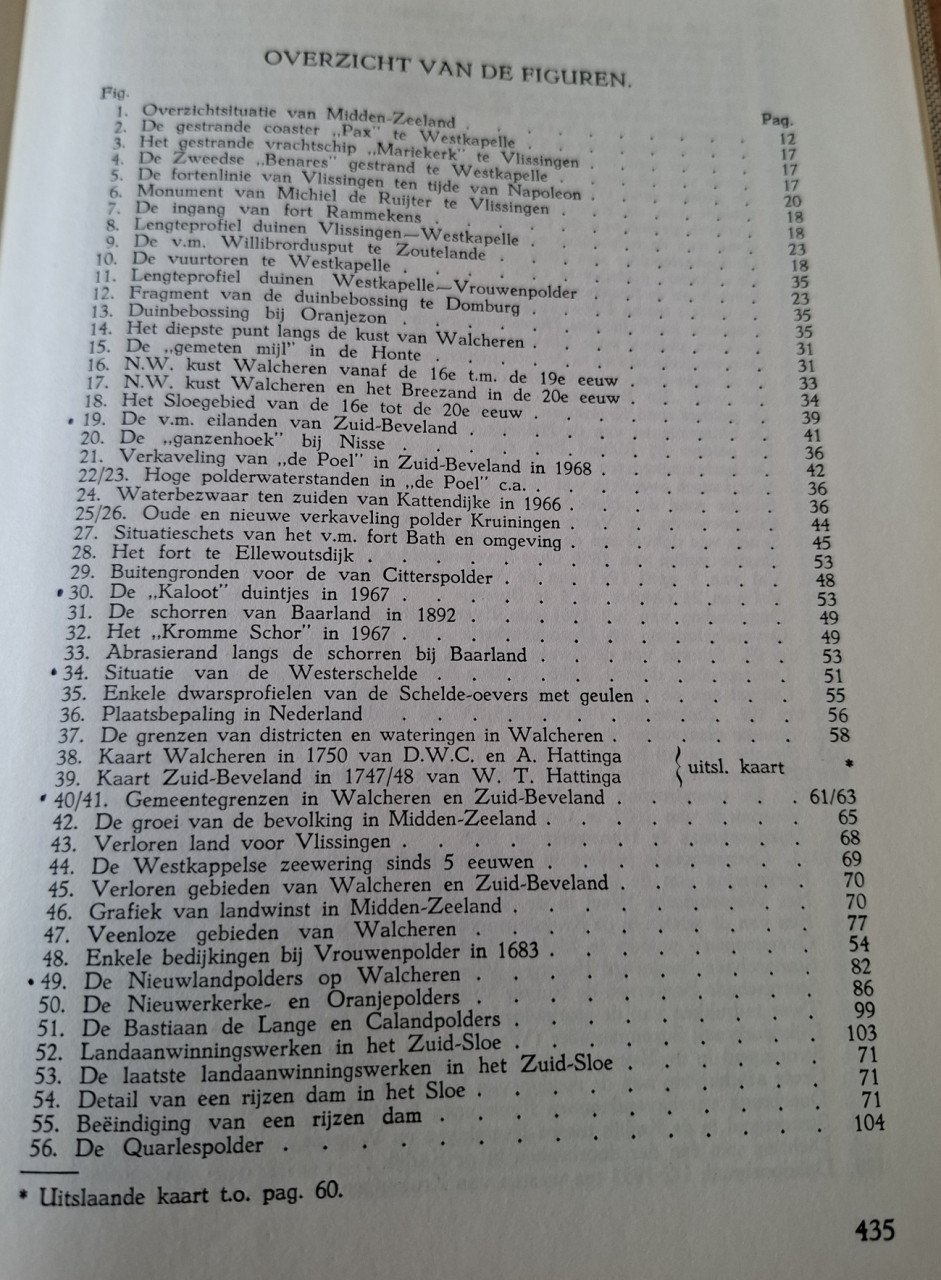 OVERZICHT VAN DE FIGUREN.
Fig. Pag.
1. Overzichtsituatie van Midden-Zeeland . . . . . . . 12
2. De gestrande coaster „Pax" te Westkapelle . . . . . 17
3. Het gestrande vrachtschip „Mariekerk" te Vlissingen . . . . 17
4. De Zweedse „Benares" gestrand te Westkapelle . . . . . 17
5. De fortenlinie van Vlissingen ten tijde van Napoleon . . . . 20
6. Monument van Michiel de Ruijter te Vlissingen . . . . . 18
7. De ingang van fort Rammekens . . . . . . . 18
8. Lengteprofiel duinen Vlissingen—Westkapelle . . . . . 23
9. De v.m. Willibrordusput te Zoutelande . . . . . . 18
10. De vuurtoren te Westkapelle . . . . . . . . 35
11. Lengteprofiel duinen Westkapelle—Vrouwenpolder . . . . 23
12. Fragment van de duinbebossing te Domburg . . . . . 35
13. Duinbebossing bij Oranjezon . . . . . . . . 35
14. Het diepste punt langs de kust van Walcheren . . . . . 31
15. De „gemeten mijl" in de Honte . . . . . . . 31
16. N.W. kust Walcheren vanaf de 16e t.m. de 19e eeuw . . . . 33
17. N.W. kust Walcheren en het Breezand in de 20e eeuw . . . . 34
18. Het Sloegebied van de 16e tot de 20e eeuw . . . . . 39
• 19. De v.m. eilanden van Zuid-Beveland . . . . . . 41
20. De „ganzenhoek" bij Nisse . . . . . . . . 36
21. Verkaveling van „de Poel" in Zuid-Beveland in 1968 . . . . 42
22/23. Hoge polderwaterstanden in „de Poel" c.a. . . . . . 36
24. Waterbezwaar ten zuiden van Kattendijke in 1966 . . . . . 36
25/26. Oude en nieuwe verkaveling polder Kruiningen . . . . . 44
27. Situatieschets van het v.m. fort Bath en omgeving . . . . . 45
28. Het fort te Ellewoutsdijk . . . . . . . . . 53
29. Buitengronden voor de van Citterspolder . . . . . . 48
• 30. De „Kaloot" duintjes in 1967 . . . . . . . . 53
31. De schorren van Baarland in 1892 . . . . . . . 49
32. Het „Kromme Schor" in 1967 . . . . . . . . 49
33. Abrasierand langs de schorren bij Baarland . . . . . . 53
• 34. Situatie van de Westerschelde . . . . . . . . 51
35. Enkele dwarsprofielen van de Schelde-oevers met geulen . . . . 55
36. Plaatsbepaling in Nederland . . . . . . . . 56
37. De grenzen van districten en wateringen in Walcheren . . . . . 58
38. Kaart Walcheren in 1750 van D.W.C. en A. Hattinga
39. Kaart Zuid-Beveland in 1747/48 van W. T. Hattinga } uitsl. kaart *
• 40/41. Gemeentegrenzen in Walcheren en Zuid-Beveland . . . . . 61/63
42. De groei van de bevolking in Midden-Zeeland . . . . . . 65
43. Verloren land voor Vlissingen . . . . . . . . 68
44. De Westkappelse zeewering sinds 5 eeuwen . . . . . . 69
45. Verloren gebieden van Walcheren en Zuid-Beveland . . . . . 70
46. Grafiek van landwinst in Midden-Zeeland . . . . . . . 70
47. Veenloze gebieden van Walcheren . . . . . . . . 77
48. Enkele bedijkingen bij Vrouwenpolder in 1683 . . . . . . 54
• 49. De Nieuwlandpolders op Walcheren . . . . . . . 82
50. De Nieuwerkerke- en Oranjepolders . . . . . . . 86
51. De Bastiaan de Lange en Calandpolders . . . . . . . 99
52. Landaanwinningswerken in het Zuid-Sloe . . . . . . . 103
53. De laatste landaanwinningswerken in het Zuid-Sloe . . . . . 71
54. Detail van een rijzen dam in het Sloe . . . . . . . 71
55. Beëindiging van een rijzen dam . . . . . . . . 71
56. De Quarlespolder . . . . . . . . . . . 104
* Uitslaande kaart t.o. pag. 60.
435